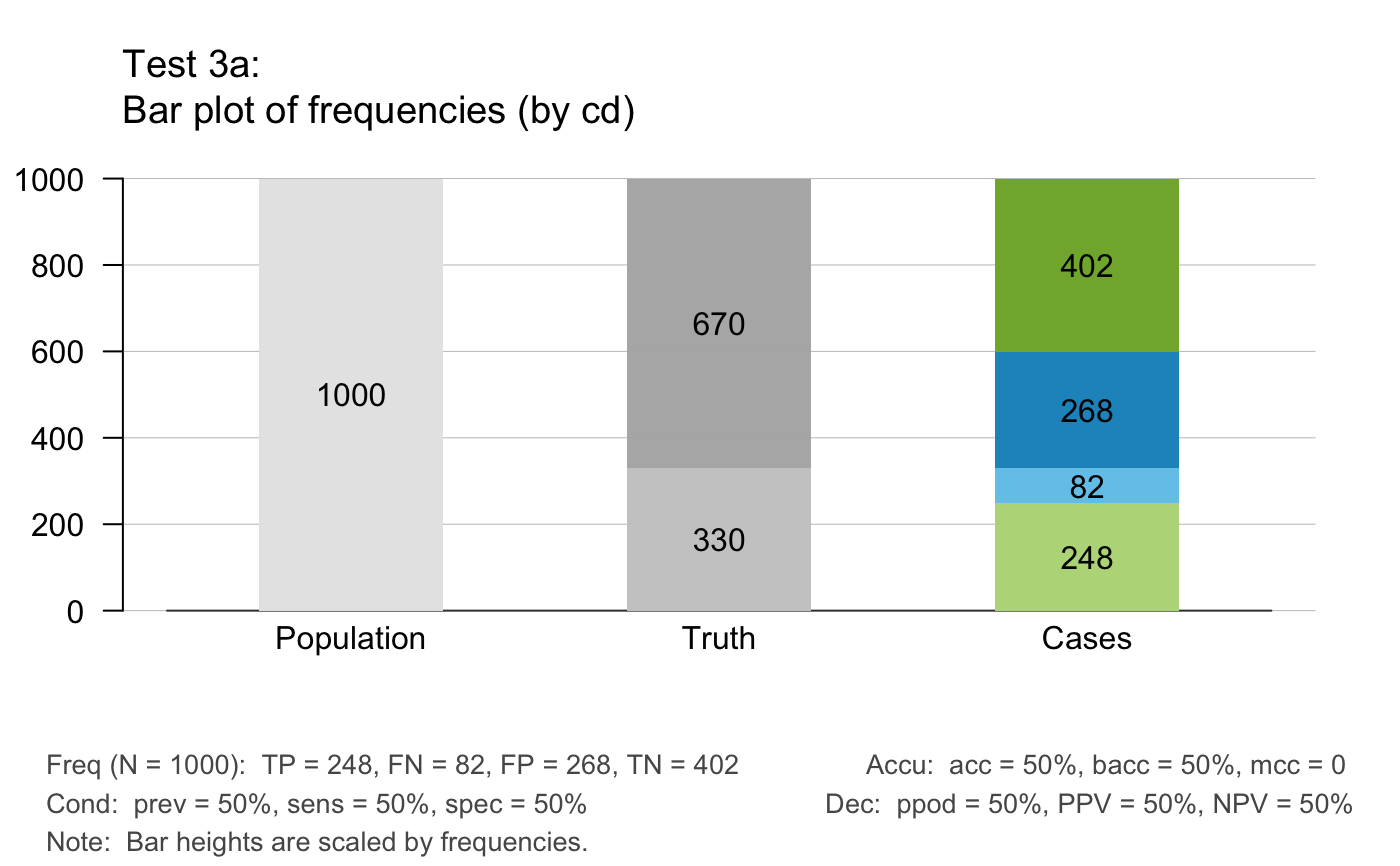 Test 3a:
Bar plot of frequencies (by cd)
1000
800
600
400
200
0
1000
670
330
402
268
82
248
Population
Truth
Cases
Freq (N = 1000):  TP = 248, FN = 82, FP = 268, TN = 402
Accu:  acc = 50%, bacc = 50%, mcc = 0
Cond:  prev = 50%, sens = 50%, spec = 50%
Dec:  ppod = 50%, PPV = 50%, NPV = 50%
Note:  Bar heights are scaled by frequencies.